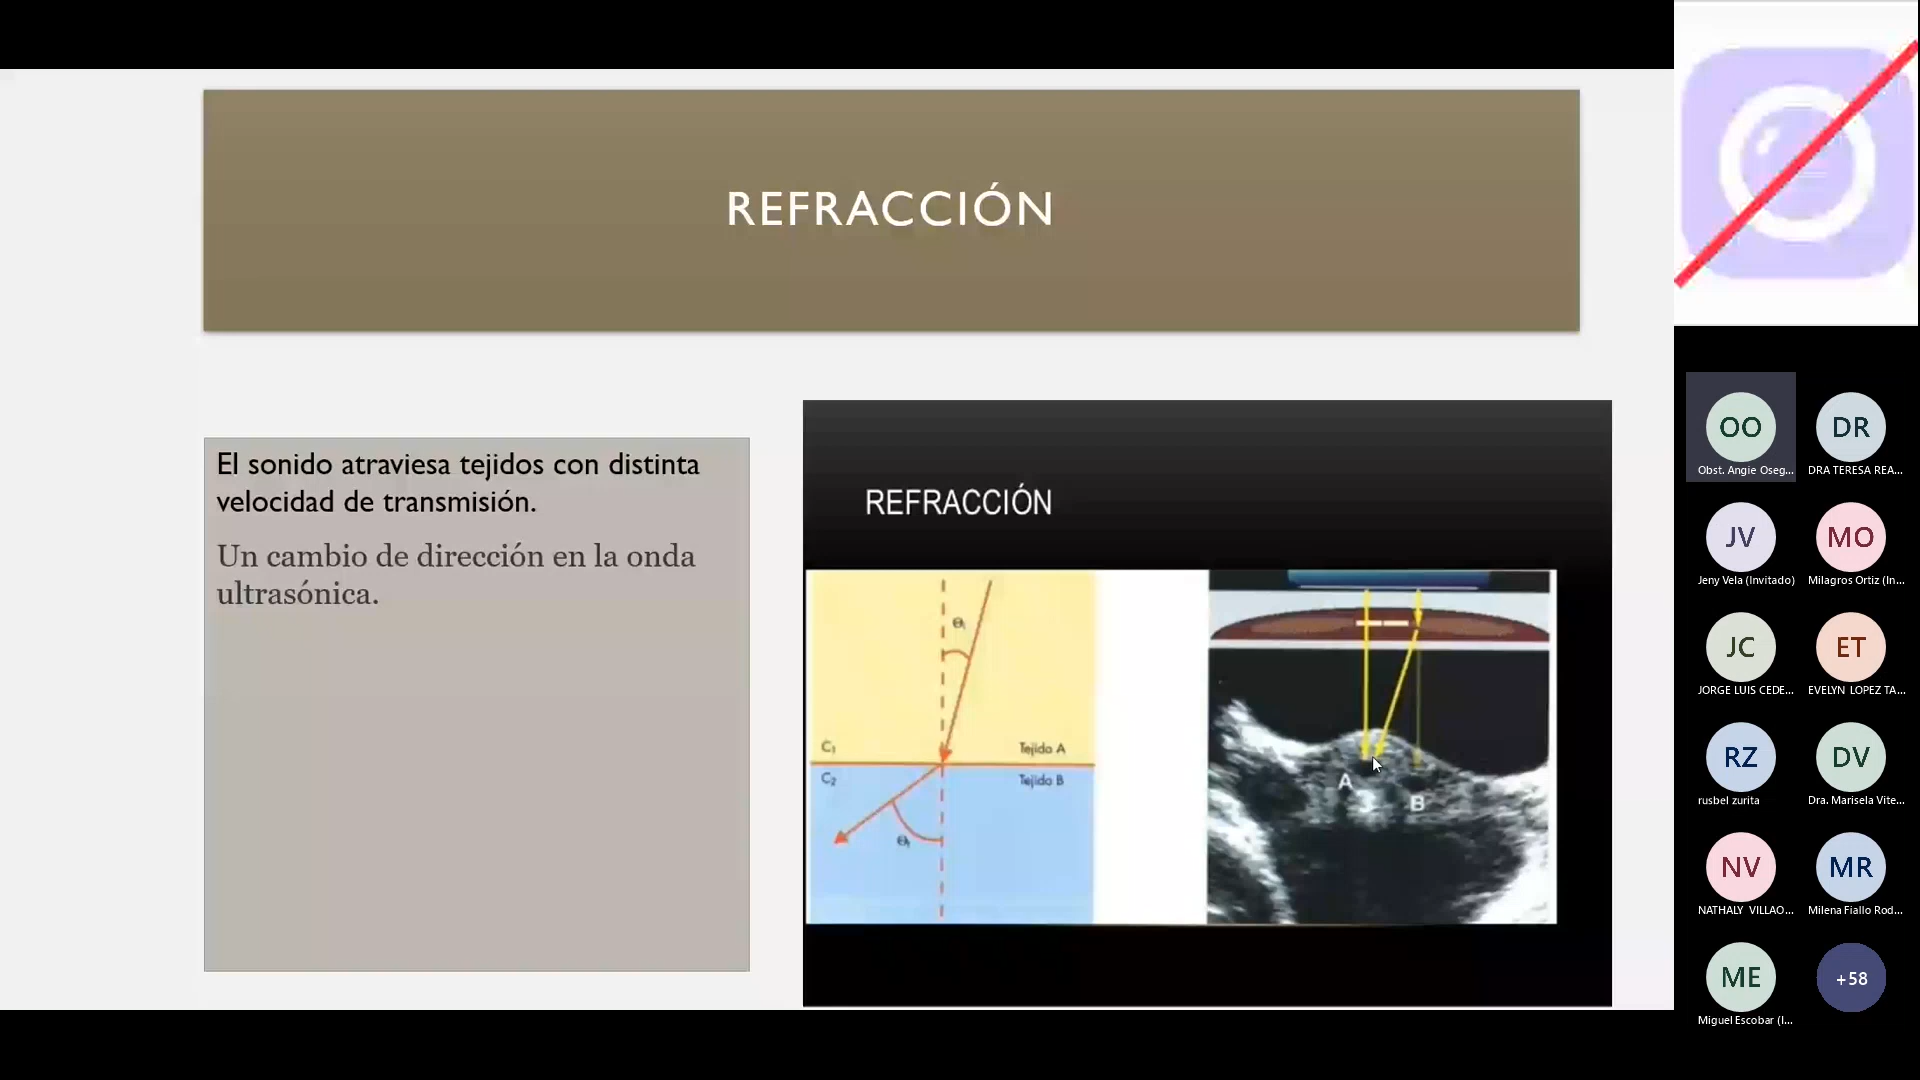 REFRACCIÓN
El sonido atraviesa tejidos con distinta
velocidad de transmisión.
Un cambio de dirección en la onda
ultrasónica.
REFRACCIÓN
Θi
C1
Tejido A
C2
Tejido B
Θr
A
B
OO
Obst. Angie Oseg...
DR
DRA TERESA REA...
JV
Jeny Vela (Invitado)
MO
Milagros Ortiz (In...
JC
JORGE LUIS CEDE...
ET
EVELYN LOPEZ TA...
RZ
rusbel zurita
DV
Dra. Marisela Vite...
NV
NATHALY VILLAO...
MR
Milena Fiallo Rod...
ME
Miguel Escobar (I...
+58